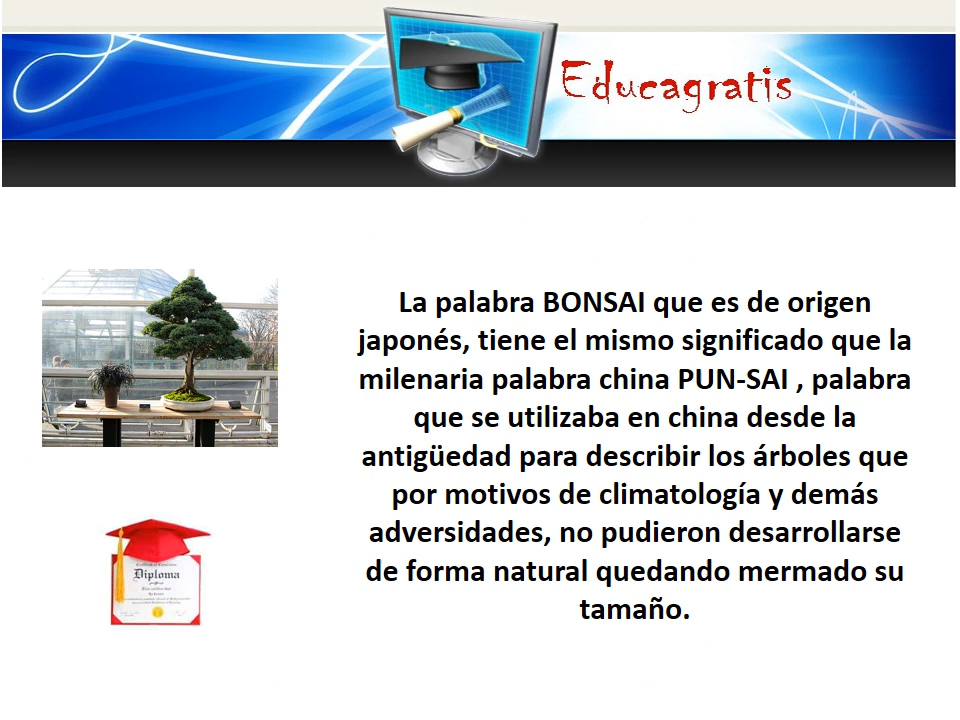 Educagratis
La palabra BONSAI que es de origen
japonés, tiene el mismo significado que la
milenaria palabra china PUN-SAI , palabra
que se utilizaba en china desde la
antigüedad para describir los árboles que
por motivos de climatología y demás
adversidades, no pudieron desarrollarse
de forma natural quedando mermado su
tamaño.
Diploma